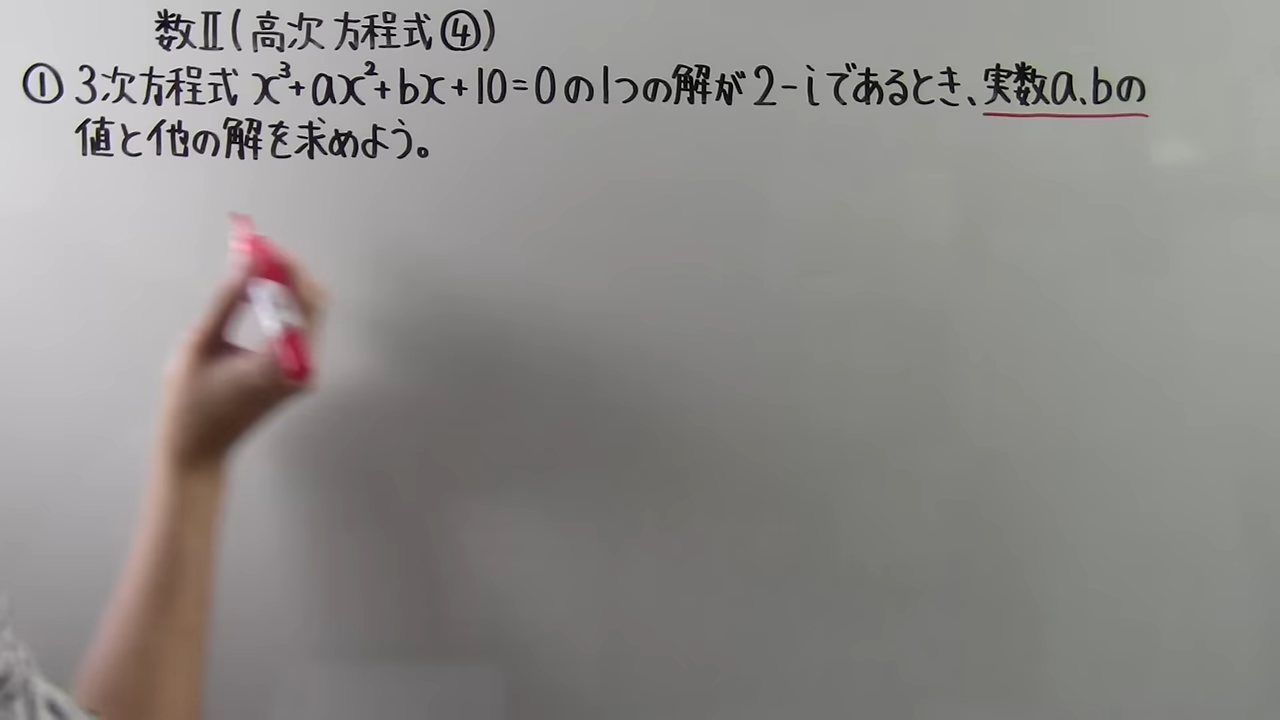 数Ⅱ(高次方程式④)
① 3次方程式 x³+ax²+bx+10=0の1つの解が2-iであるとき、実数a、bの
値と他の解を求めよう。